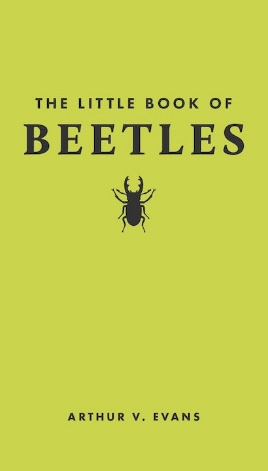 THE LITTLE BOOK OF
BEETLES
ARTHUR V. EVANS